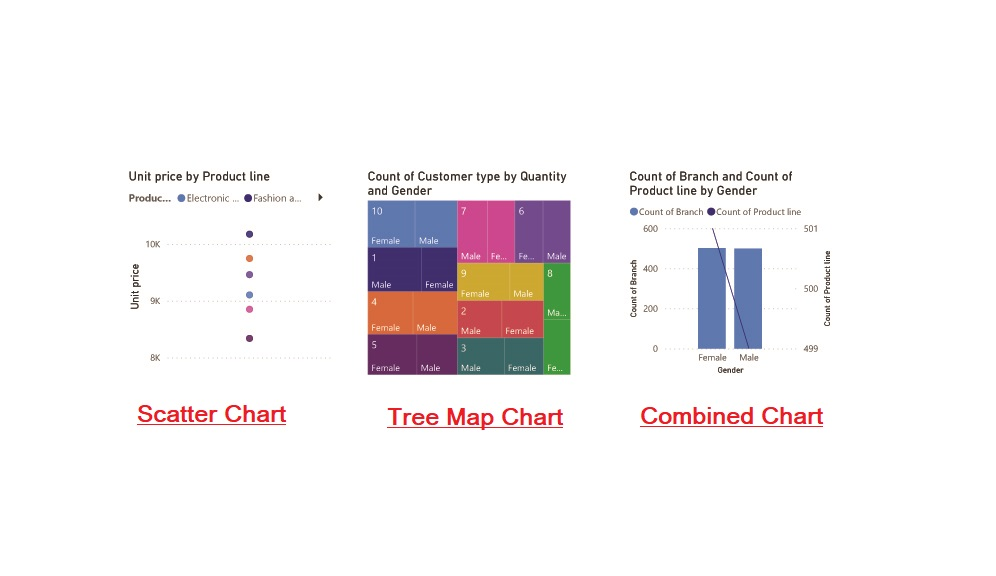 Unit price by Product line
Produc... Electronic ... Fashion a...
10K
9K
8K
Unit price
Scatter Chart
Count of Customer type by Quantity
and Gender
10
Female Male
1
Male Female
4
Female Male
5
Female Male
7
Male Fe...
6
Fe... Male
9
Female Male
2
Male Female
3
Male Female
8
Ma...
Fe...
Tree Map Chart
Count of Branch and Count of
Product line by Gender
Count of Branch Count of Product line
600
400
200
0
Count of Branch
501
500
499
Count of Product line
Female Male
Gender
Combined Chart